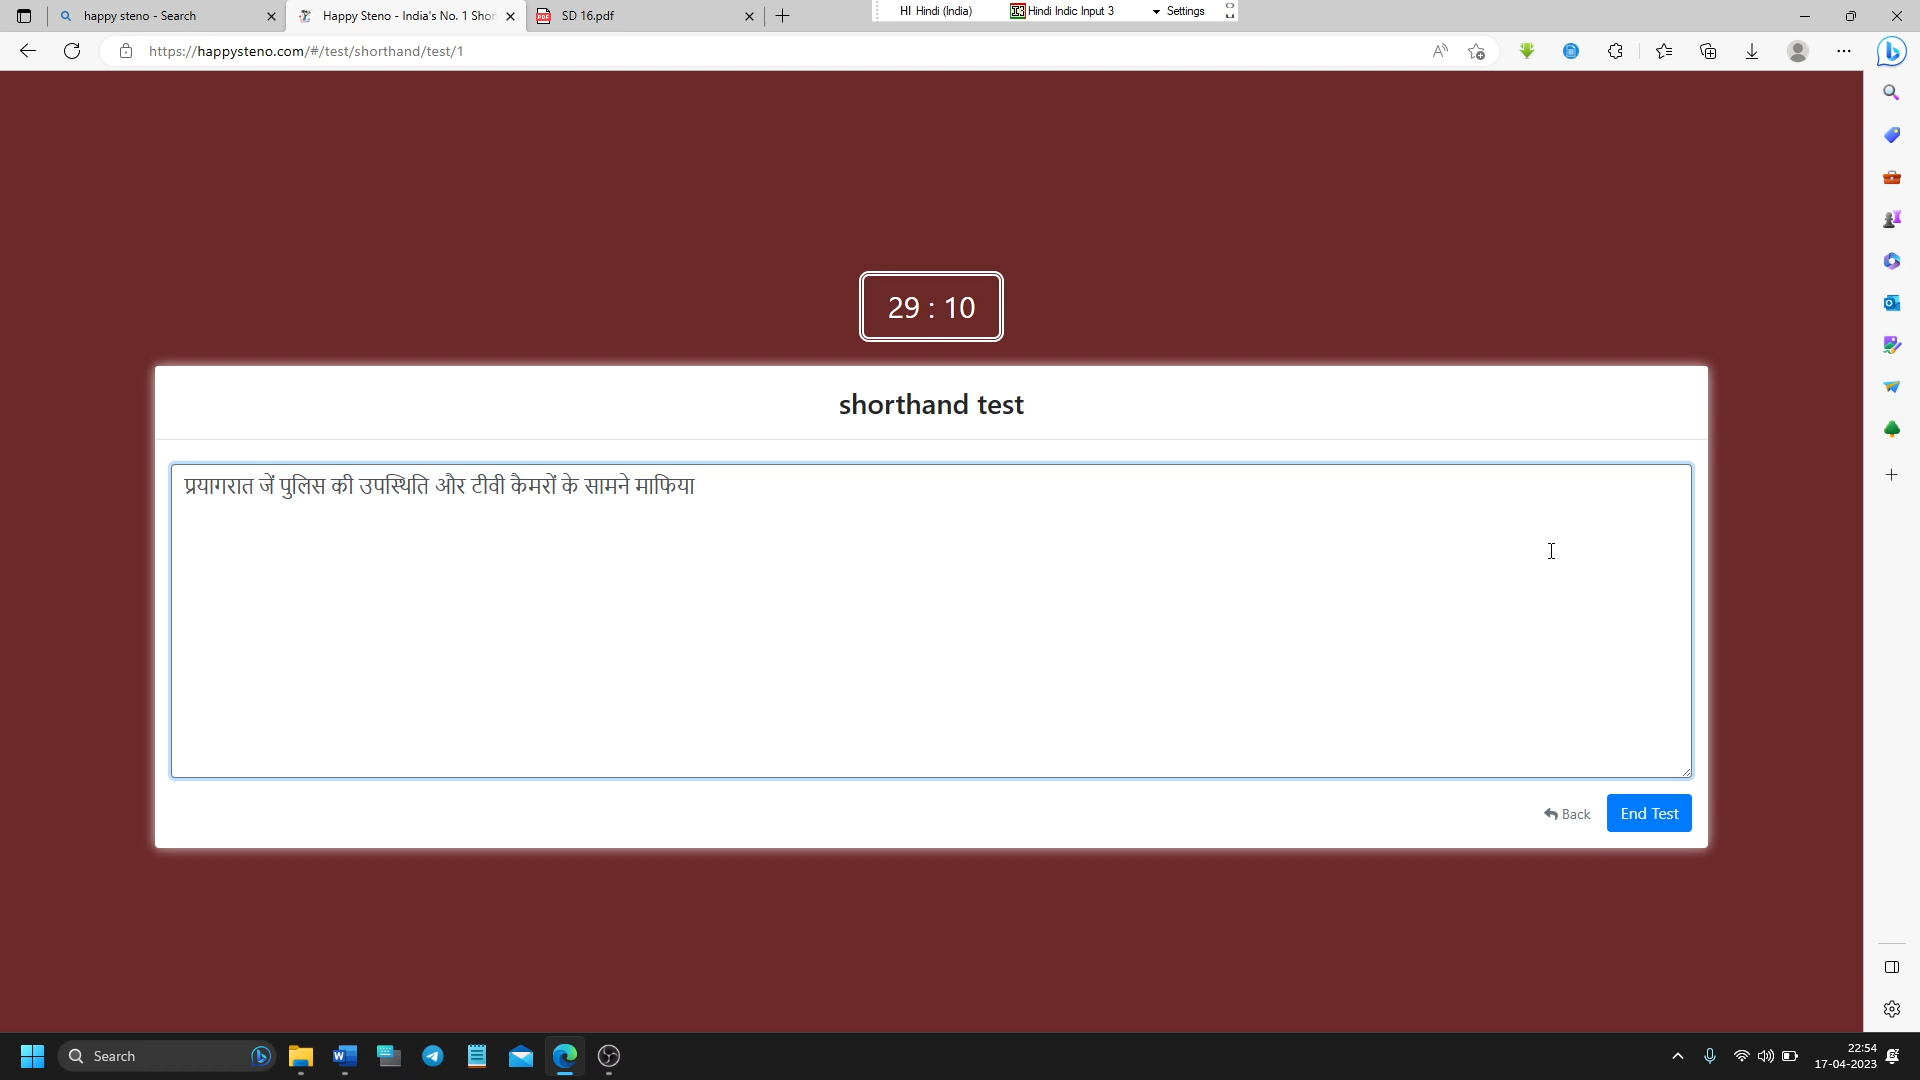 happy steno - Search
Happy Steno - India's No. 1 Shor
SD 16.pdf
HI Hindi (India)
Hindi Indic Input 3
Settings
https://happysteno.com/#/test/shorthand/test/1
29 : 10
shorthand test
प्रयागरात जें पुलिस की उपस्थिति और टीवी कैमरों के सामने माफिया
Back
End Test
Search
22:54
17-04-2023